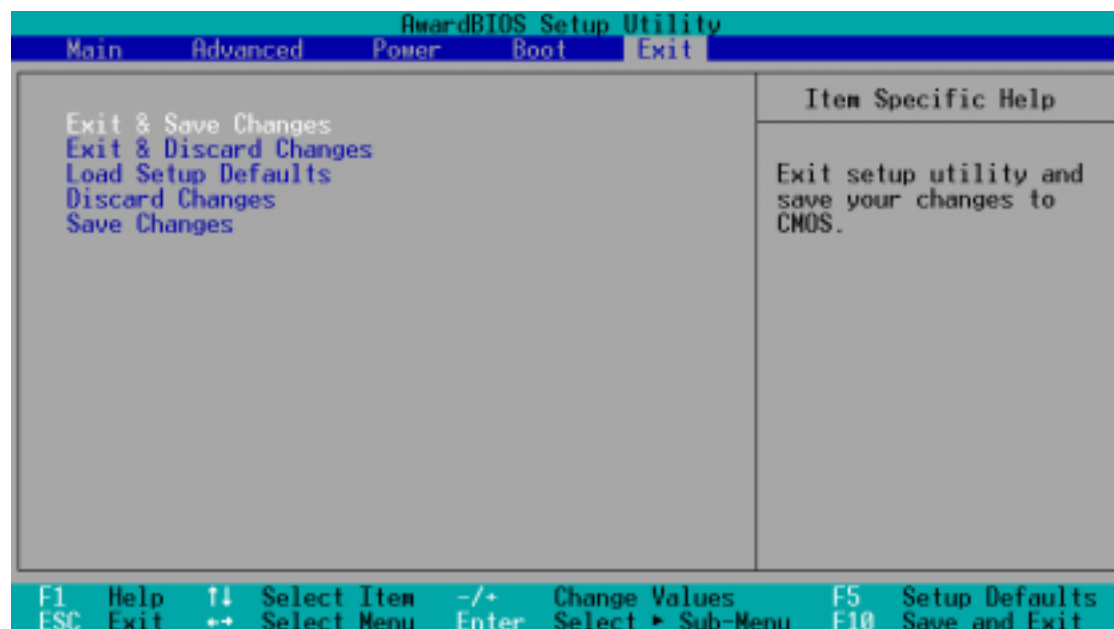 AwardBIOS Setup Utility
Main Advanced Power Boot Exit
Exit & Save Changes
Exit & Discard Changes
Load Setup Defaults
Discard Changes
Save Changes
Item Specific Help
Exit setup utility and
save your changes to
CMOS.
F1 Help ↑↓ Select Item -/+ Change Values F5 Setup Defaults
ESC Exit ←→ Select Menu Enter Select ► Sub-Menu F10 Save and Exit